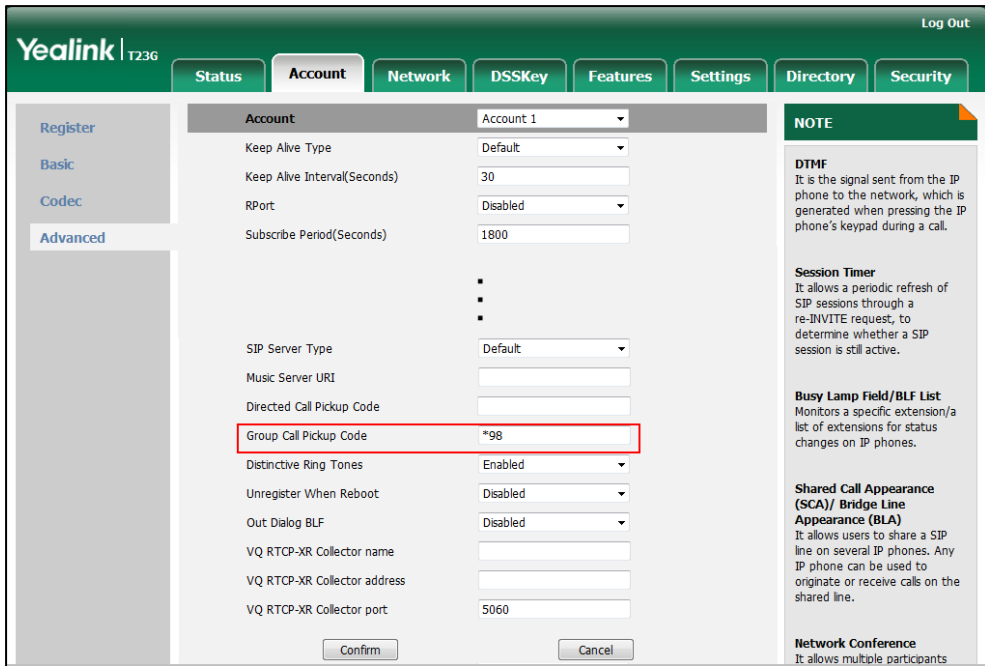 Log Out
Yealink T23G
Status Account Network DSSKey Features Settings Directory Security
Register
Basic
Codec
Advanced
Account Account 1
Keep Alive Type Default
Keep Alive Interval(Seconds) 30
RPort Disabled
Subscribe Period(Seconds) 1800
SIP Server Type Default
Music Server URI
Directed Call Pickup Code
Group Call Pickup Code *98
Distinctive Ring Tones Enabled
Unregister When Reboot Disabled
Out Dialog BLF Disabled
VQ RTCP-XR Collector name
VQ RTCP-XR Collector address
VQ RTCP-XR Collector port 5060
Confirm Cancel
NOTE
DTMF
It is the signal sent from the IP
phone to the network, which is
generated when pressing the IP
phone's keypad during a call.
Session Timer
It allows a periodic refresh of
SIP sessions through a
re-INVITE request, to
determine whether a SIP
session is still active.
Busy Lamp Field/BLF List
Monitors a specific extension/a
list of extensions for status
changes on IP phones.
Shared Call Appearance
(SCA)/ Bridge Line
Appearance (BLA)
It allows users to share a SIP
line on several IP phones. Any
IP phone can be used to
originate or receive calls on the
shared line.
Network Conference
It allows multiple participants